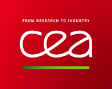 FROM RESEARCH TO INDUSTRY
cea